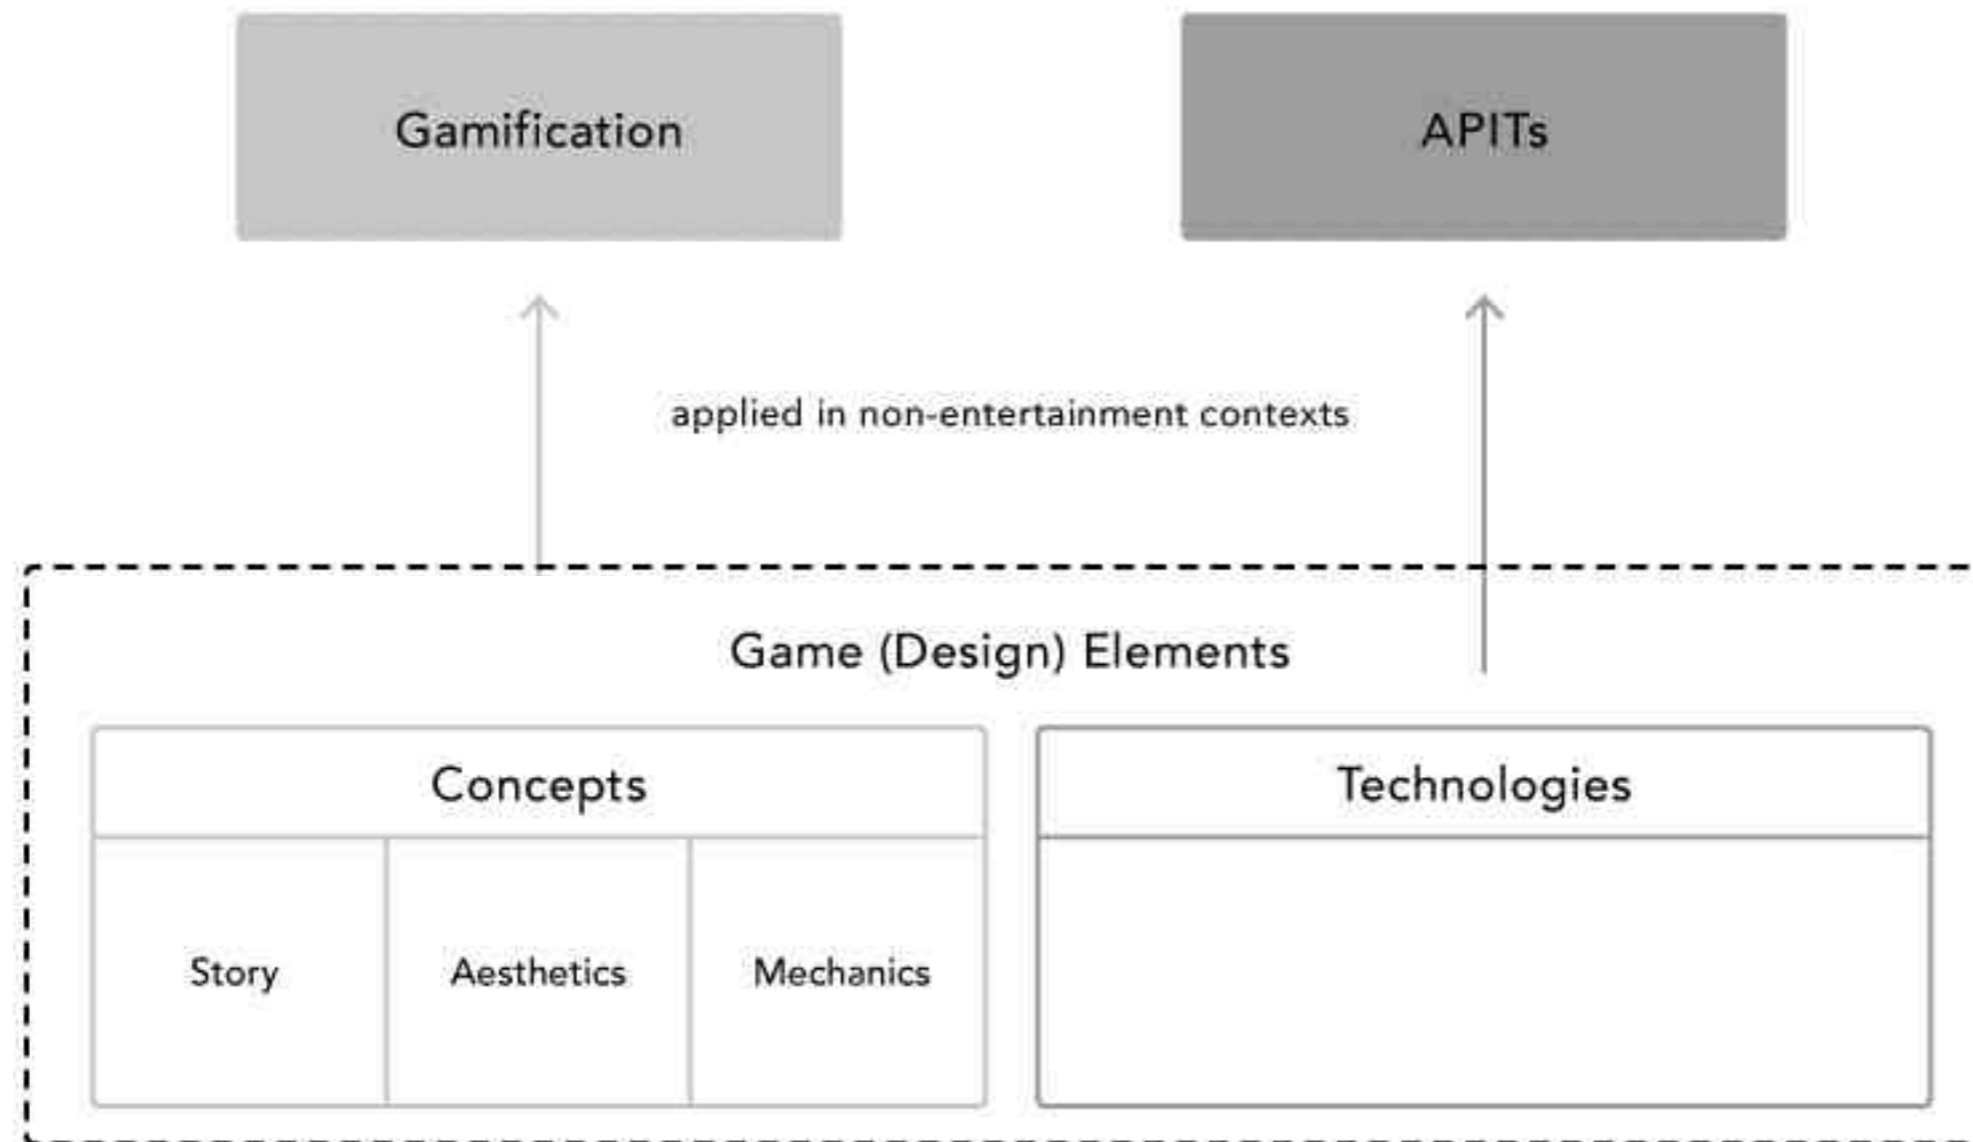 Gamification
APITs
applied in non-entertainment contexts
Game (Design) Elements
Concepts
Technologies
Story
Aesthetics
Mechanics